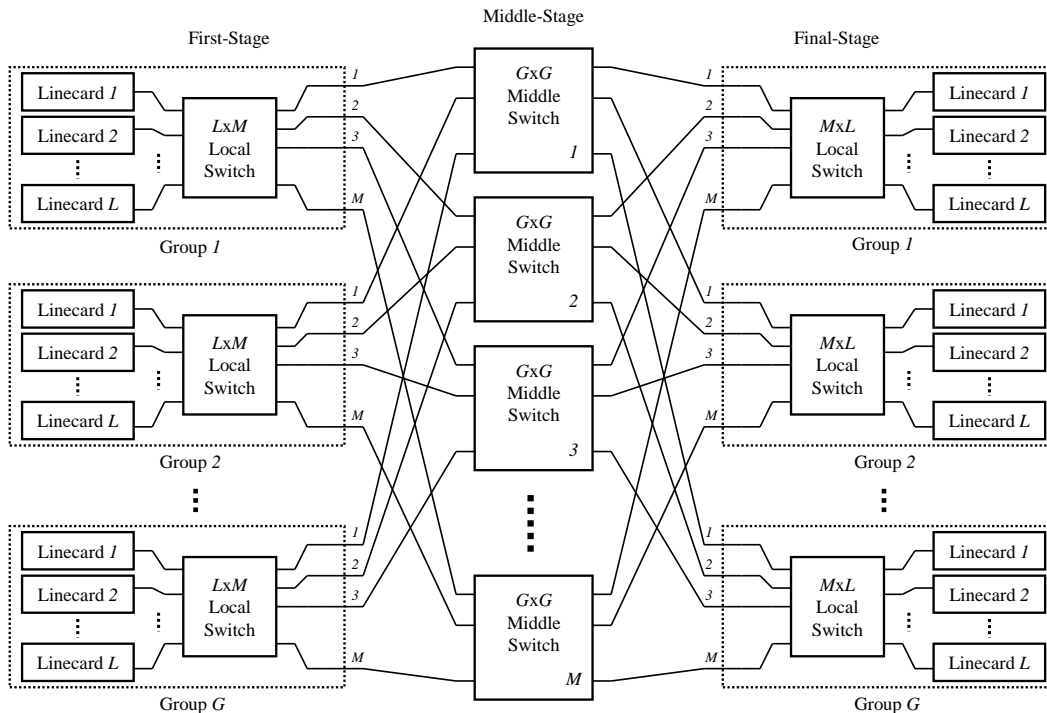 Middle-Stage
First-Stage
Final-Stage
Linecard 1
Linecard 2
Linecard L
LxM
Local
Switch
1
2
3
M
Group 1
Linecard 1
Linecard 2
Linecard L
LxM
Local
Switch
1
2
3
M
Group 2
Linecard 1
Linecard 2
Linecard L
LxM
Local
Switch
1
2
3
M
Group G
GxG
Middle
Switch
1
GxG
Middle
Switch
2
GxG
Middle
Switch
3
GxG
Middle
Switch
M
1
2
3
M
MxL
Local
Switch
Linecard 1
Linecard 2
Linecard L
Group 1
1
2
3
M
MxL
Local
Switch
Linecard 1
Linecard 2
Linecard L
Group 2
1
2
3
M
MxL
Local
Switch
Linecard 1
Linecard 2
Linecard L
Group G